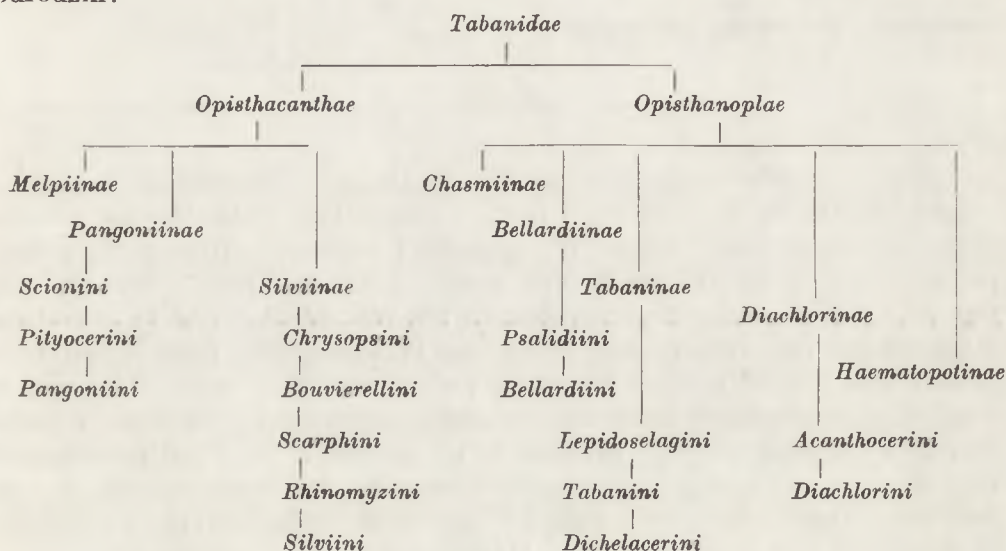 Tabanidae
Opisthacanthae Opisthanoplae
Melpiinae Chasmiinae
Pangoniinae Bellardiinae
Scionini Silviinae Tabaninae
Diachlorinae
Pityocerini Chrysopsini Psalidiini
Haematopotinae
Pangoniini Bouvierellini Bellardiini
Scarphini Lepidoselagini Acanthocerini
Rhinomyzini Tabanini Diachlorini
Silviini Dichelacerini